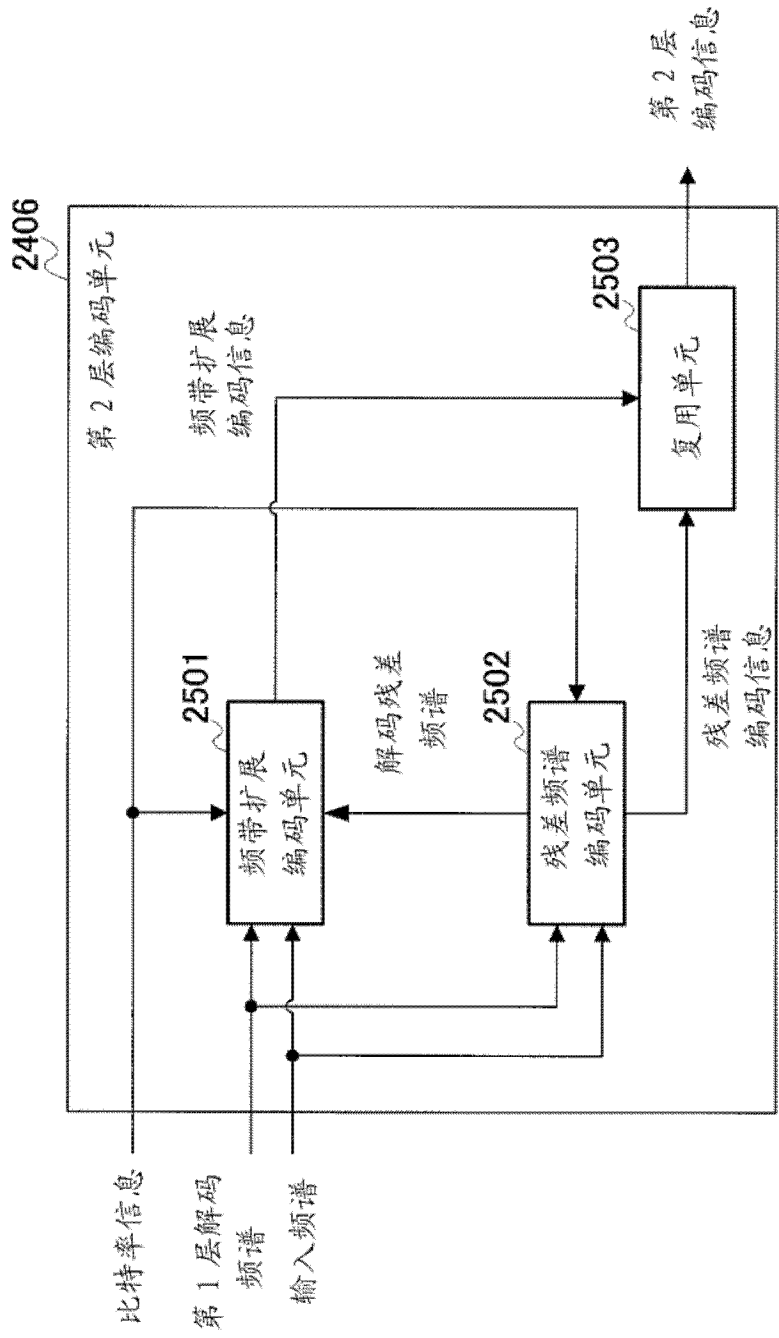 2406
第2层编码单元
比特率信息
第1层解码
频谱
输入频谱
2501
频带扩展
编码单元
频带扩展
编码信息
解码残差
频谱
2502
残差频谱
编码单元
残差频谱
编码信息
2503
复用单元
第2层
编码信息